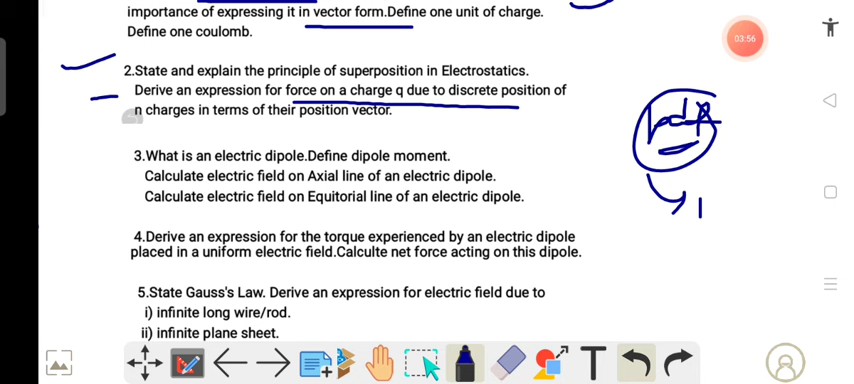 importance of expressing it in vector form.Define one unit of charge.
Define one coulomb.
03:56
2.State and explain the principle of superposition in Electrostatics.
Derive an expression for force on a charge q due to discrete position of
n charges in terms of their position vector.
3.What is an electric dipole.Define dipole moment.
Calculate electric field on Axial line of an electric dipole.
Calculate electric field on Equitorial line of an electric dipole.
4.Derive an expression for the torque experienced by an electric dipole
placed in a uniform electric field.Calculte net force acting on this dipole.
5.State Gauss's Law. Derive an expression for electric field due to
i) infinite long wire/rod.
ii) infinite plane sheet.
T